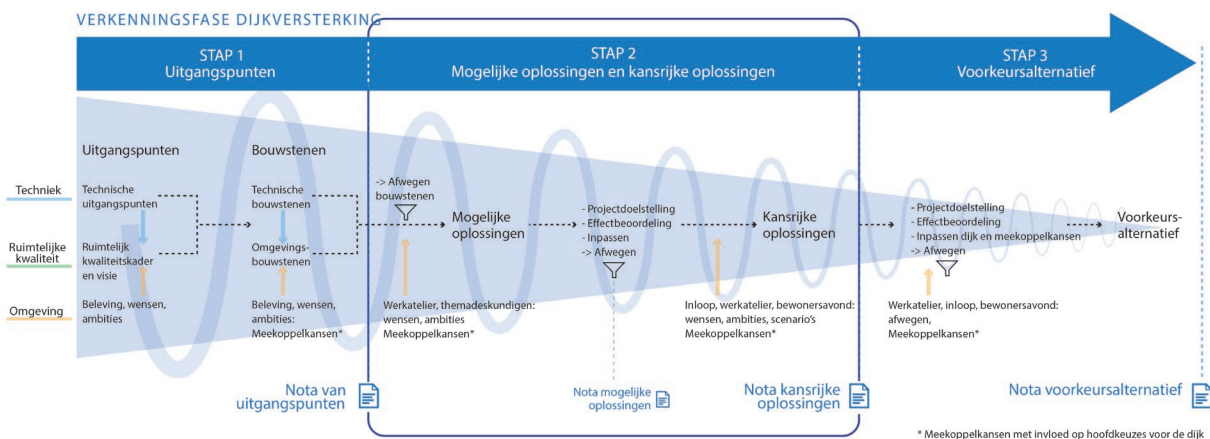 VERKENNINGSFASE DIJKVERSTERKING
STAP 1
Uitgangspunten
STAP 2
Mogelijke oplossingen en kansrijke oplossingen
STAP 3
Voorkeursalternatief
Uitgangspunten
Bouwstenen
Techniek
Ruimtelijke
kwaliteit
Omgeving
Technische
uitgangspunten
Ruimtelijk
kwaliteitskader
en visie
Beleving, wensen,
ambities
Technische
bouwstenen
Omgevings-
bouwstenen
Beleving, wensen,
ambities:
Meekoppelkansen*
-> Afwegen
bouwstenen
Mogelijke
oplossingen
Werkatelier, themadeskundigen:
wensen, ambities
Meekoppelkansen*
- Projectdoelstelling
- Effectbeoordeling
- Inpassen
-> Afwegen
Kansrijke
oplossingen
Inloop, werkatelier, bewonersavond:
wensen, ambities, scenario's
Meekoppelkansen*
- Projectdoelstelling
- Effectbeoordeling
- Inpassen dijk en meekoppelkansen
-> Afwegen
Werkatelier, inloop, bewonersavond:
afwegen,
Meekoppelkansen*
Voorkeurs-
alternatief
Nota van
uitgangspunten
Nota mogelijke
oplossingen
Nota kansrijke
oplossingen
Nota voorkeursalternatief
* Meekoppelkansen met invloed op hoofdkeuzes voor de dijk